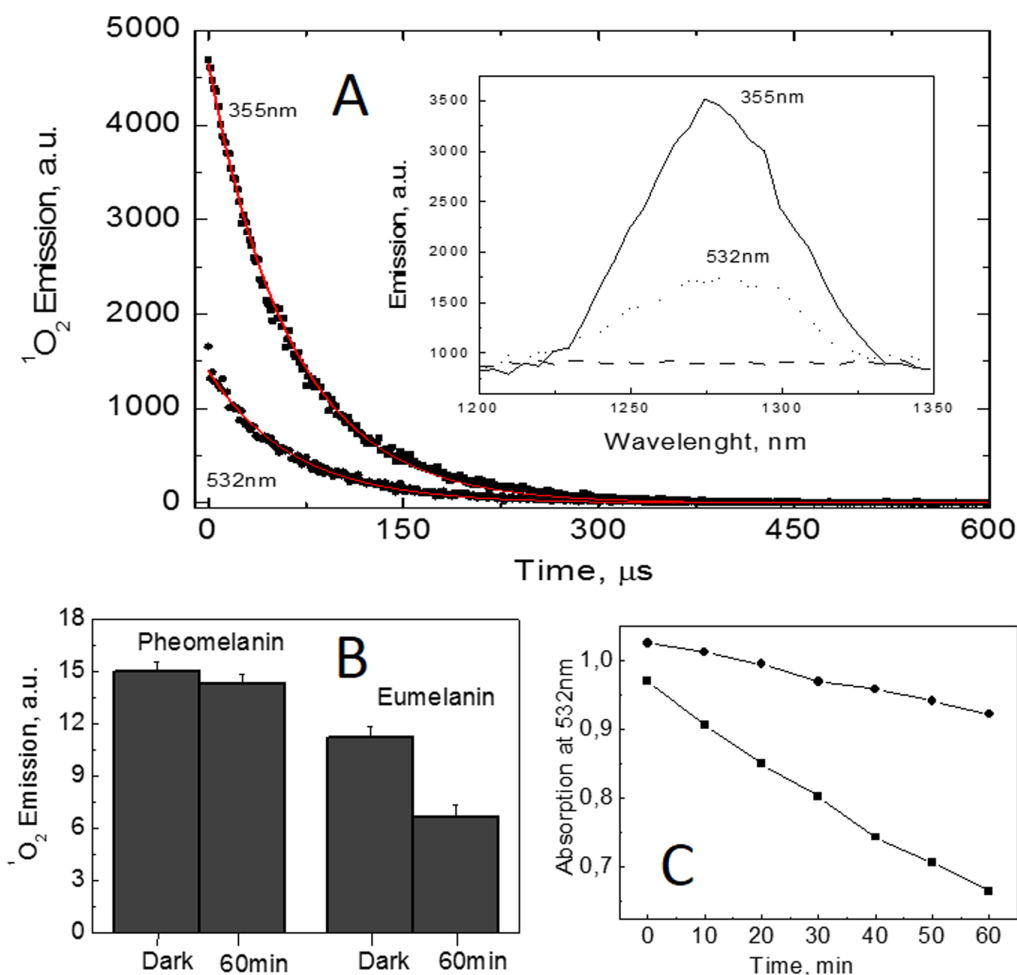 A
5000
4000
3000
2000
1000
0
¹O₂ Emission, a.u.
355nm
532nm
0 150 300 450 600
Time, μs
3500
3000
2500
2000
1500
1000
Emission, a.u.
355nm
532nm
1200 1250 1300 1350
Wavelenght, nm
B
18
15
12
9
6
3
0
¹O₂ Emission, a.u.
Pheomelanin
Eumelanin
Dark 60min Dark 60min
C
1,0
0,9
0,8
0,7
Absorption at 532nm
0 10 20 30 40 50 60
Time, min